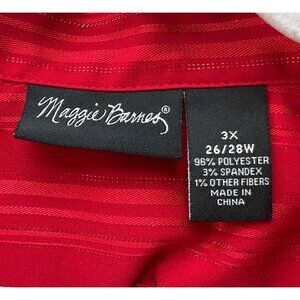 Maggie Barnes®
3X
26/28W
96% POLYESTER
3% SPANDEX
1% OTHER FIBERS
MADE IN
CHINA